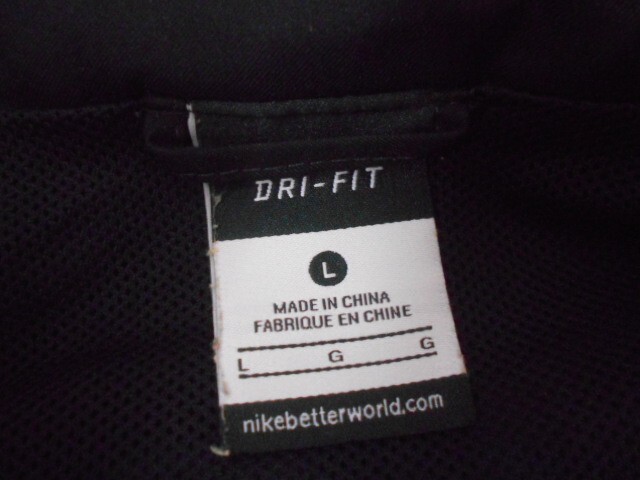 DRI-FIT
L
MADE IN CHINA
FABRIQUE EN CHINE
L G G
nikebetterworld.com